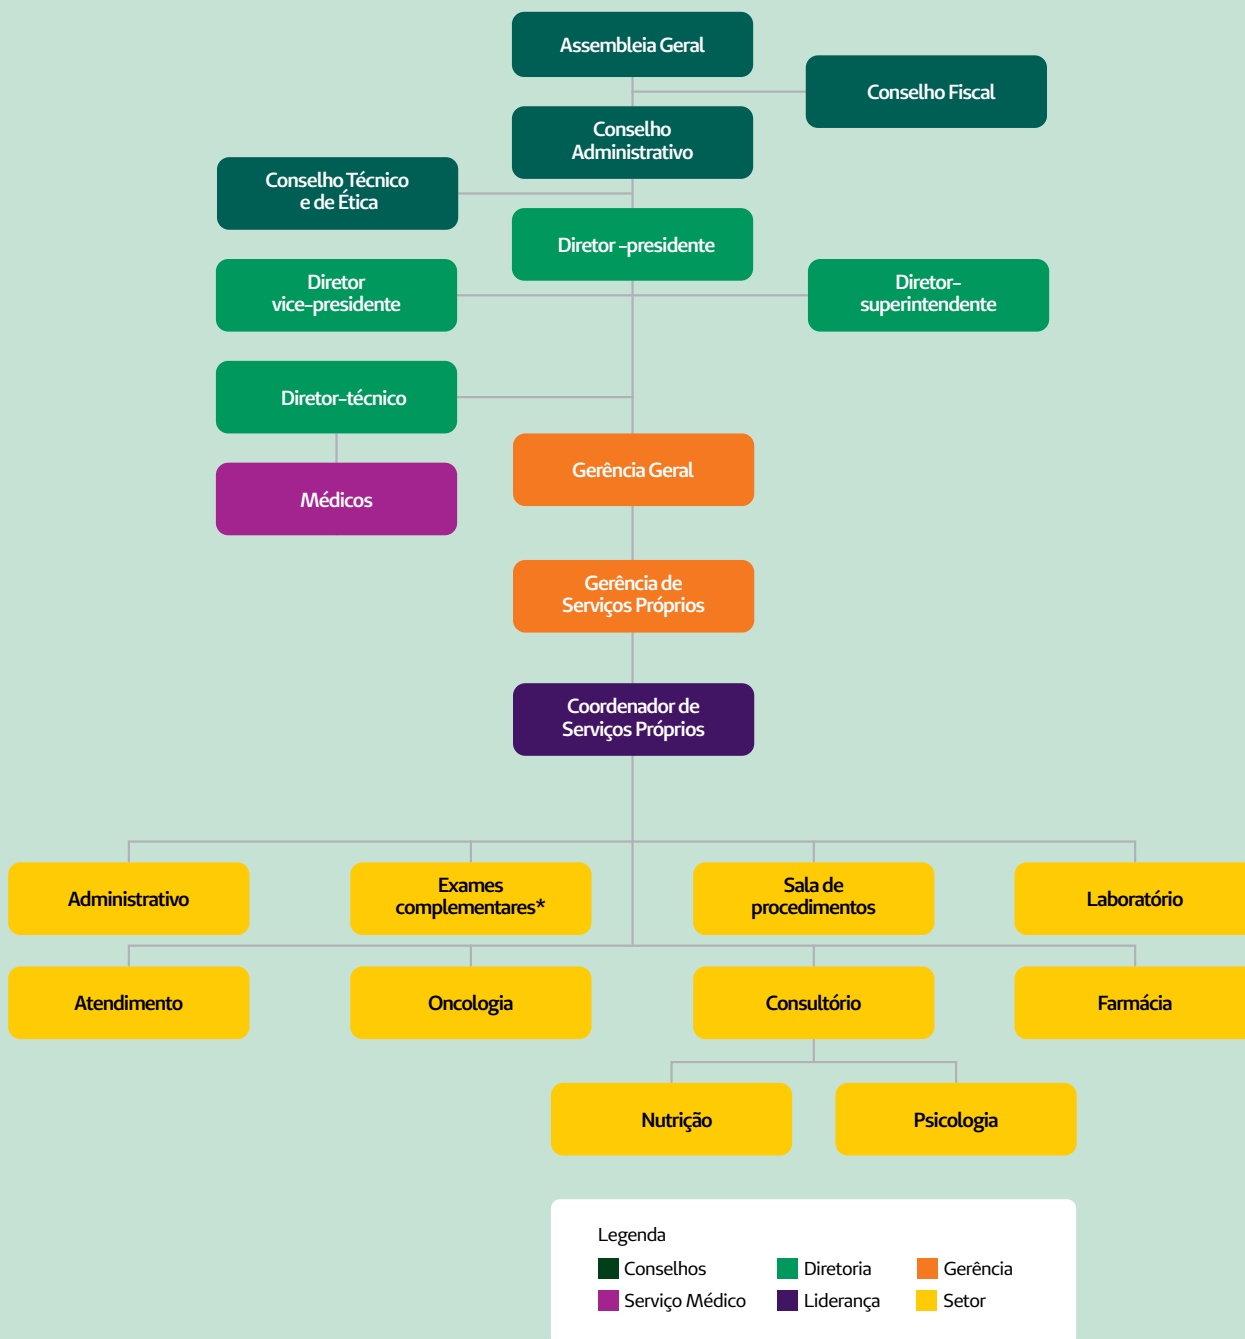 Assembleia Geral
Conselho Fiscal
Conselho
Administrativo
Conselho Técnico
e de Ética
Diretor -presidente
Diretor
vice-presidente
Diretor-
superintendente
Diretor-técnico
Médicos
Gerência Geral
Gerência de
Serviços Próprios
Coordenador de
Serviços Próprios
Administrativo
Exames
complementares*
Sala de
procedimentos
Laboratório
Atendimento
Oncologia
Consultório
Farmácia
Nutrição
Psicologia
Legenda
Conselhos
Diretoria
Gerência
Serviço Médico
Liderança
Setor